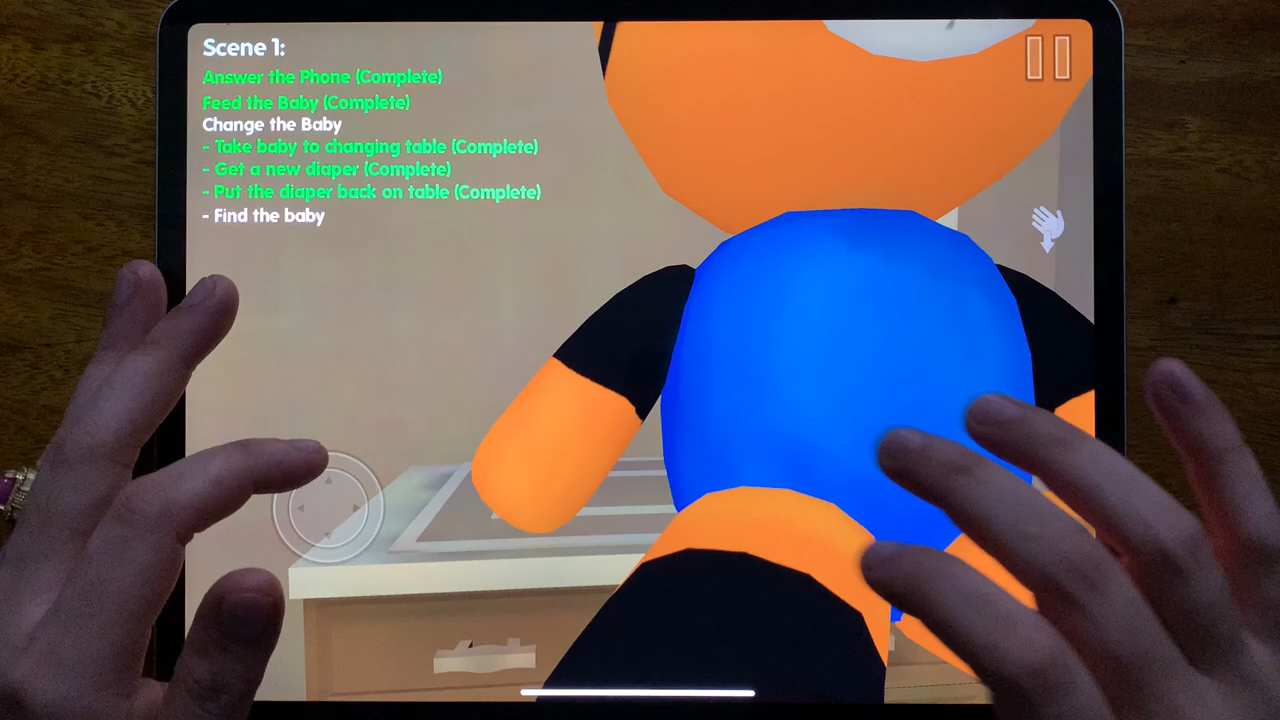 Scene 1:
Answer the Phone (Complete)
Feed the Baby (Complete)
Change the Baby
- Take baby to changing table (Complete)
- Get a new diaper (Complete)
- Put the diaper back on table (Complete)
- Find the baby